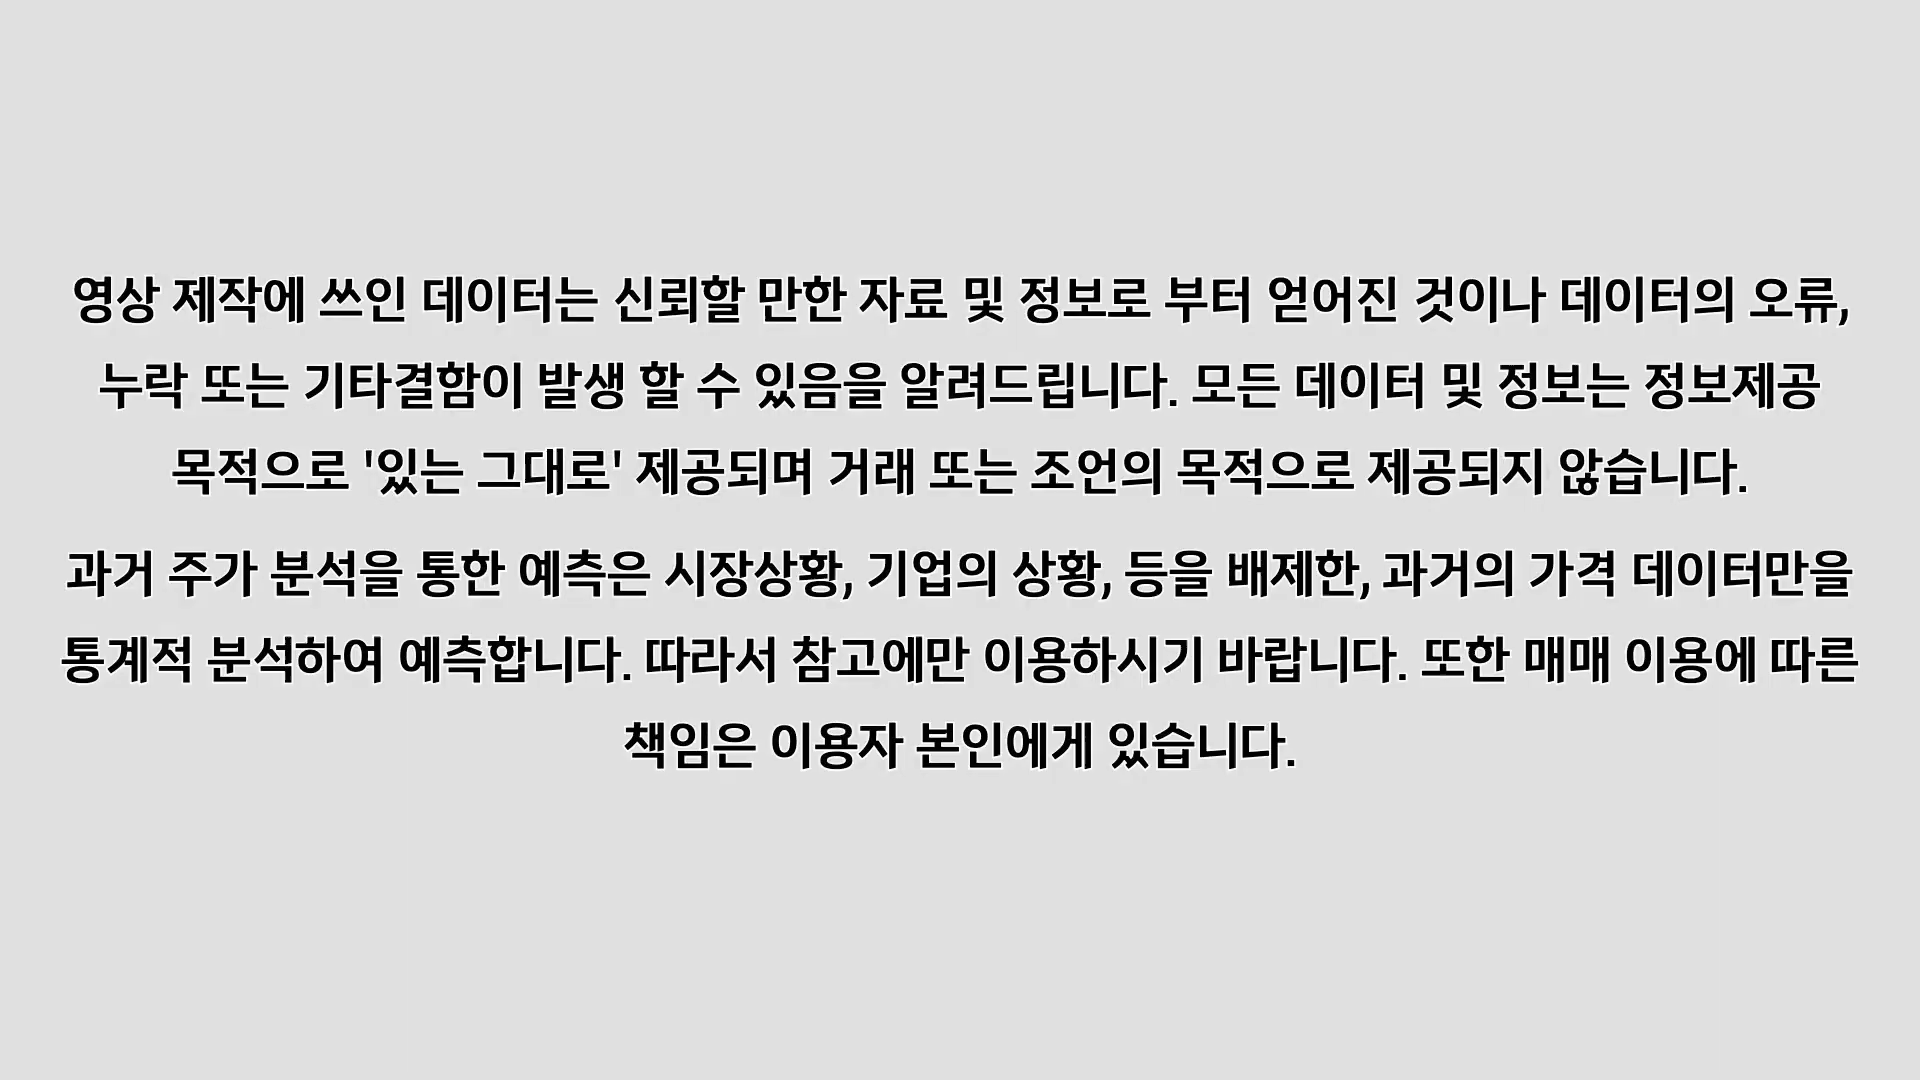 영상 제작에 쓰인 데이터는 신뢰할 만한 자료 및 정보로 부터 얻어진 것이나 데이터의 오류,
누락 또는 기타결함이 발생 할 수 있음을 알려드립니다. 모든 데이터 및 정보는 정보제공
목적으로 '있는 그대로' 제공되며 거래 또는 조언의 목적으로 제공되지 않습니다.
과거 주가 분석을 통한 예측은 시장상황, 기업의 상황, 등을 배제한, 과거의 가격 데이터만을
통계적 분석하여 예측합니다. 따라서 참고에만 이용하시기 바랍니다. 또한 매매 이용에 따른
책임은 이용자 본인에게 있습니다.